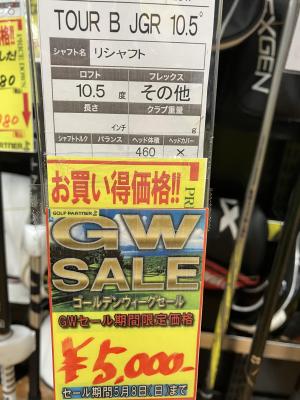 TOUR B JGR 10.5°
シャフト名 リシャフト
ロフト フレックス
10.5 度 その他
長さ クラブ重量
インチ g
シャフトトルク バランス ヘッド体積 ヘッドカバー
460 ×
お買い得価格!!
GOLF PARTNER
GW
SALE
ゴールデンウィークセール
GWセール期間限定価格
¥5,000-
セール期間5月8日(日)まで
PRICE DOWN
XGEN